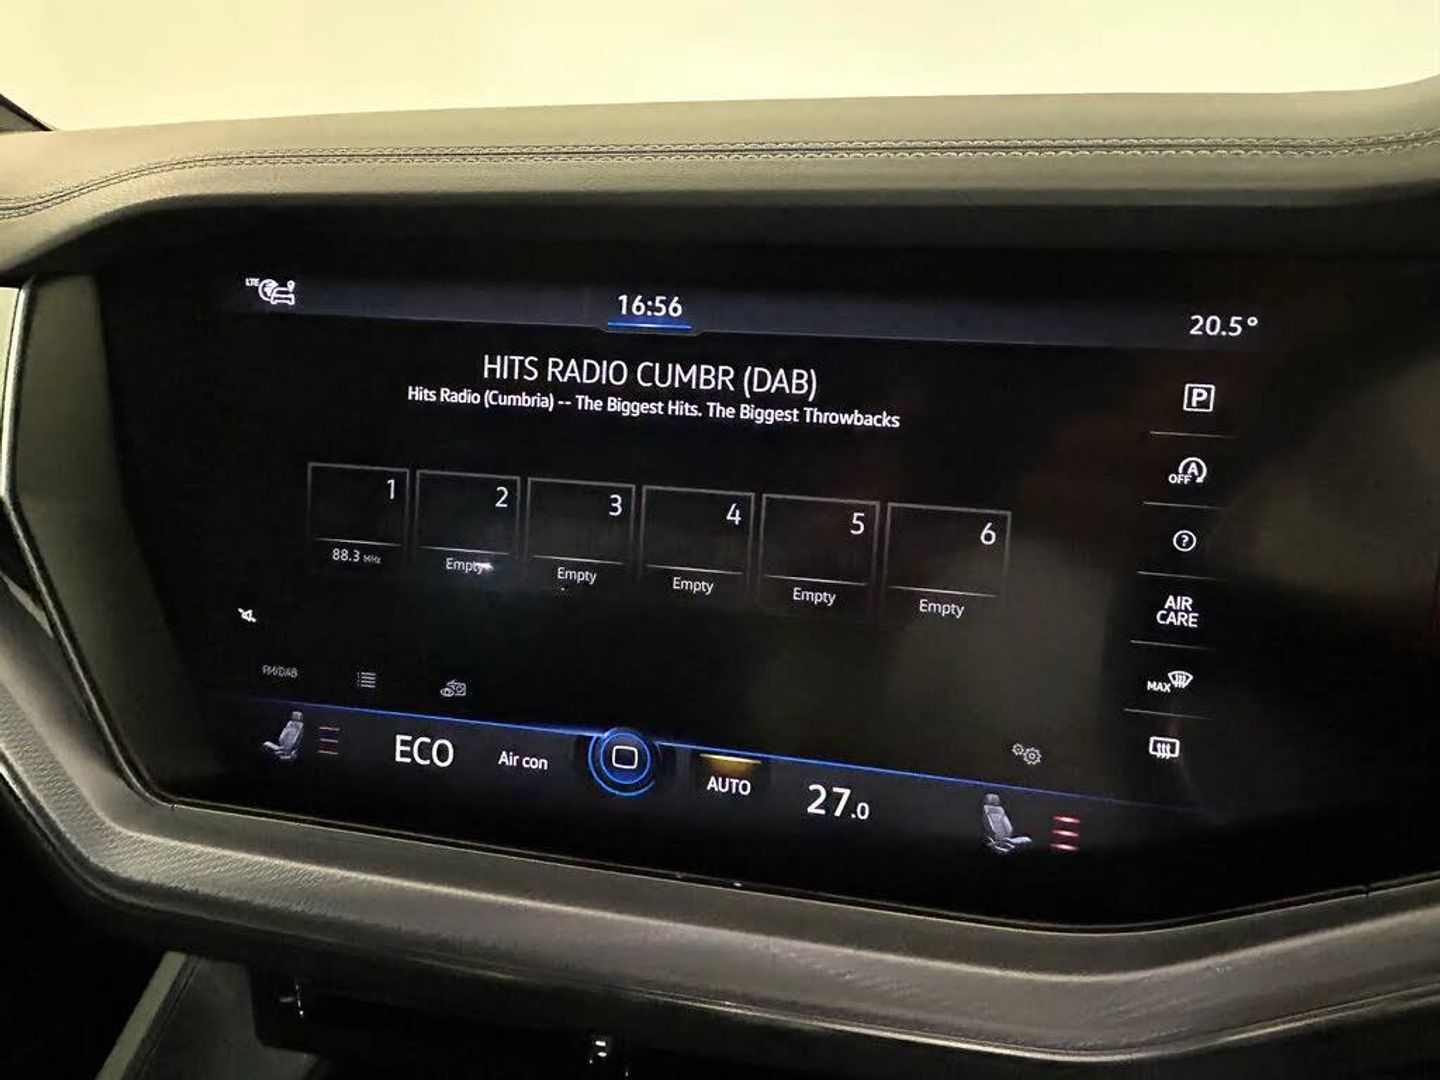 LTE
16:56
20.5°
HITS RADIO CUMBR (DAB)
Hits Radio (Cumbria) -- The Biggest Hits. The Biggest Throwbacks
P
A
OFF
1
2
3
4
5
6
88.3 MHz
Empty
Empty
Empty
Empty
Empty
?
AIR
CARE
MAX
FM/DAB
ECO
Air con
AUTO
27.0